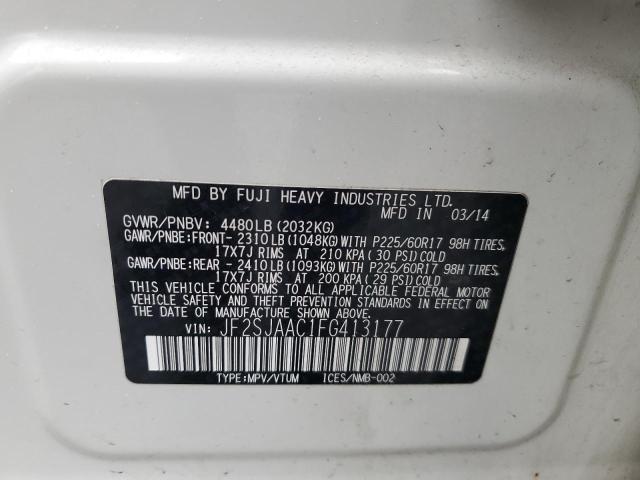 MFD BY FUJI HEAVY INDUSTRIES LTD.
MFD IN 03/14
GVWR/PNBV: 4480LB(2032KG)
GAWR/PNBE:FRONT-2310LB(1048KG)WITH P225/60R17 98H TIRES.
17X7J RIMS AT 210 KPA(30 PSI)COLD
GAWR/PNBE:REAR -2410LB(1093KG)WITH P225/60R17 98H TIRES.
17X7J RIMS AT 200 KPA(29 PSI)COLD
THIS VEHICLE CONFORMS TO ALL APPLICABLE FEDERAL MOTOR
VEHICLE SAFETY AND THEFT PREVENTION STANDARDS IN EFFECT ON
THE DATE OF MANUFACTURE SHOWN ABOVE.
VIN: JF2SJAAC1FG413177
TYPE:MPV/VTUM ICES/NMB-002